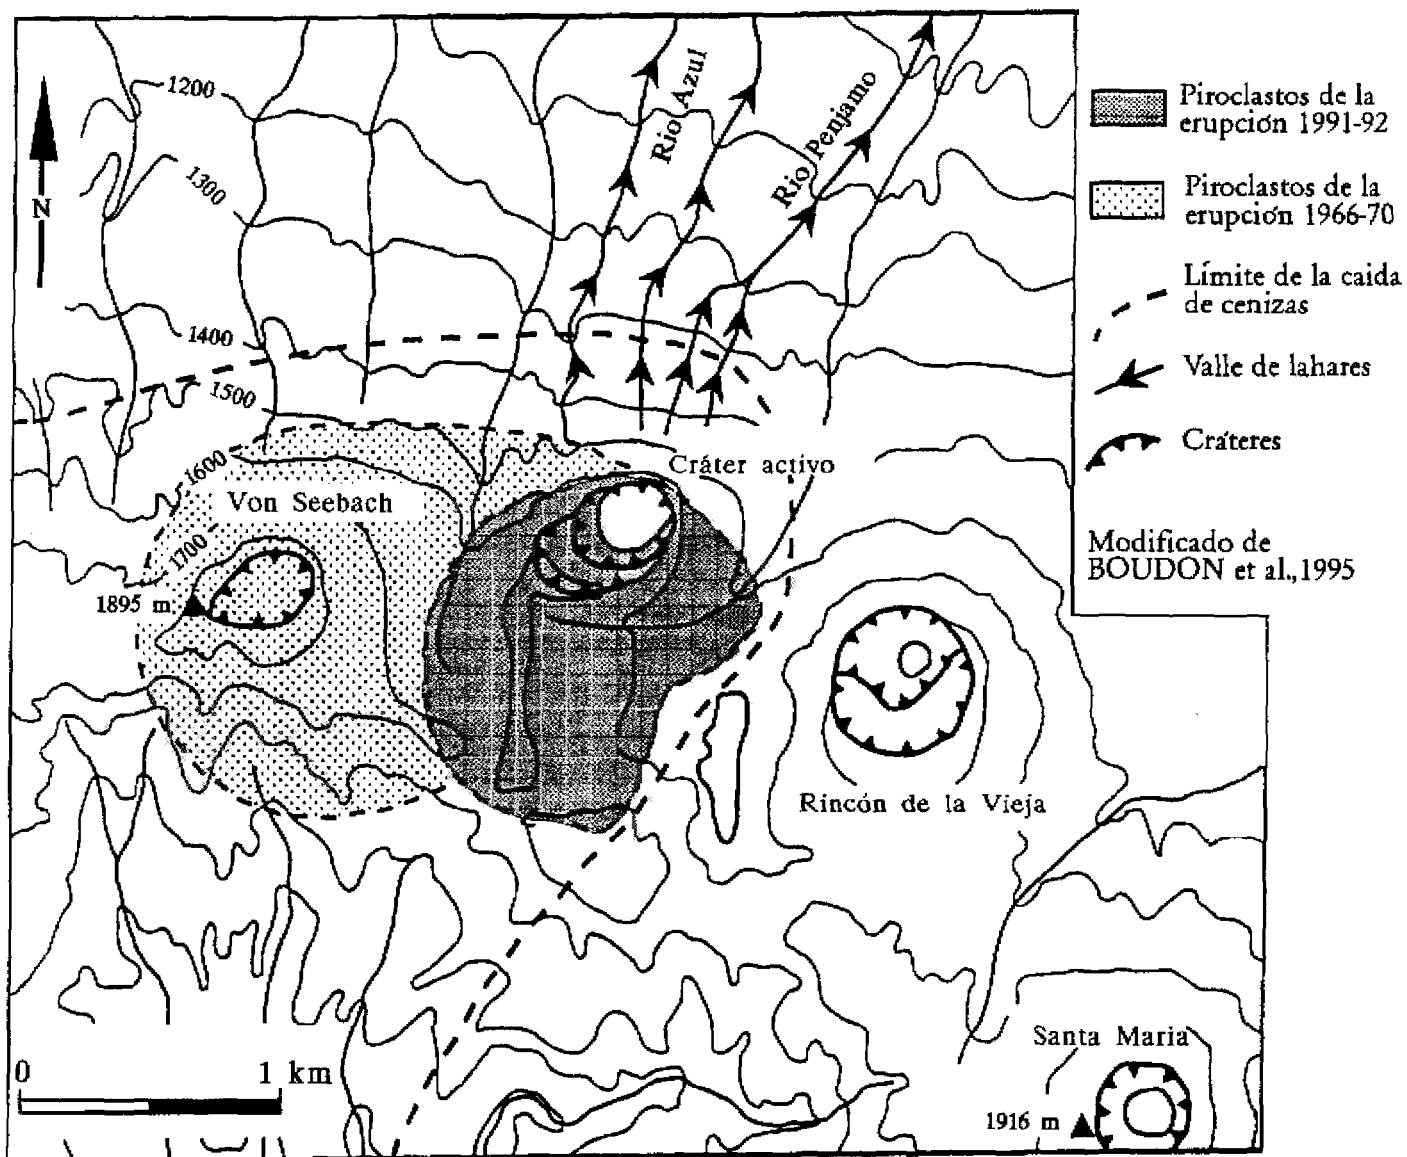 1200
1300
1400
1500
1600
1700
N
Rio Azul
Rio Penjamo
Cráter activo
Von Seebach
1895 m
Rincón de la Vieja
Santa Maria
1916 m
0 1 km
Piroclastos de la
erupción 1991-92
Piroclastos de la
erupción 1966-70
Límite de la caida
de cenizas
Valle de lahares
Cráteres
Modificado de
BOUDON et al.,1995